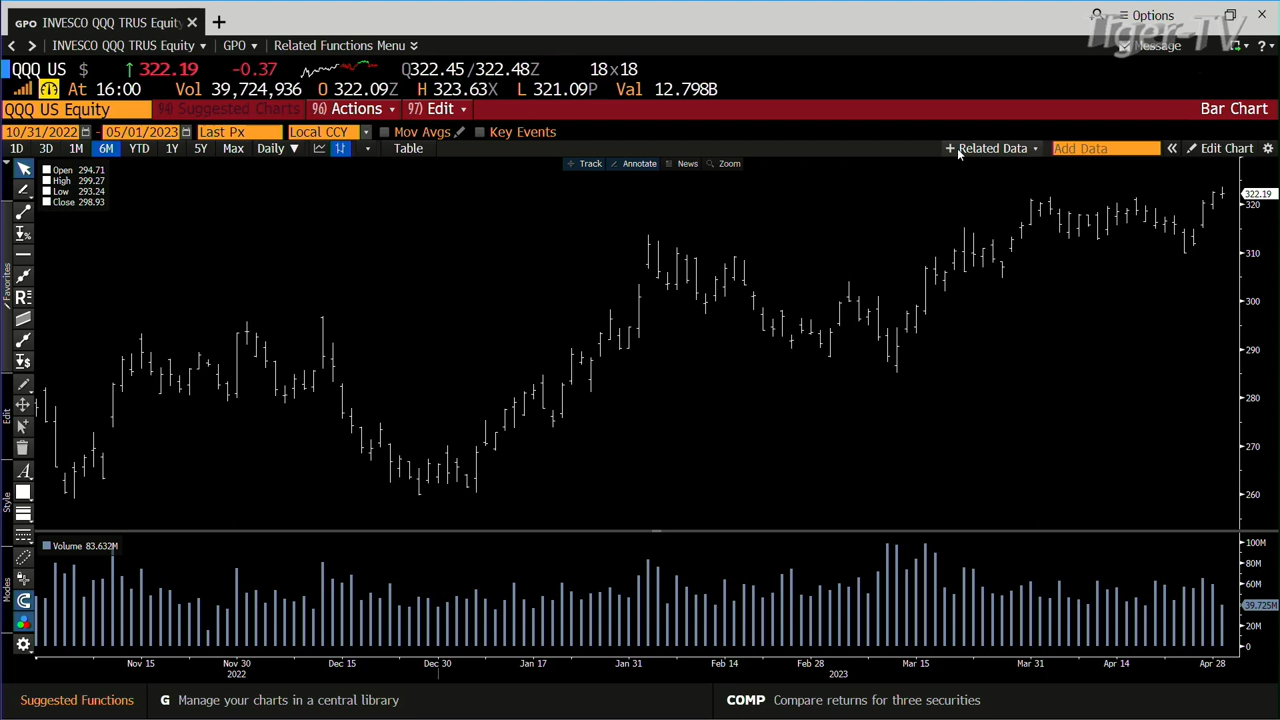 GPO INVESCO QQQ TRUS Equity × +
Options
Tiger-TV
INVESCO QQQ TRUS Equity GPO Related Functions Menu Message ?
QQQ US $ ↑ 322.19 -0.37 Q322.45/322.48Z 18x18
At 16:00 Vol 39,724,936 O 322.09Z H 323.63X L 321.09P Val 12.798B
QQQ US Equity 94) Suggested Charts 96) Actions 97) Edit Bar Chart
10/31/2022 - 05/01/2023 Last Px Local CCY Mov Avgs Key Events
1D 3D 1M 6M YTD 1Y 5Y Max Daily ▼ Table + Related Data Add Data « Edit Chart
Track Annotate News Zoom
Open 294.71
High 299.27
Low 293.24
Close 298.93
322.19
320
310
300
290
280
270
260
Favorites
Edit
Style
Modes
Volume 83.632M
100M
80M
60M
39.725M
20M
0
Nov 15 Nov 30 Dec 15 Dec 30 Jan 17 Jan 31 Feb 14 Feb 28 Mar 15 Mar 31 Apr 14 Apr 28
2022 2023
Suggested Functions G Manage your charts in a central library COMP Compare returns for three securities